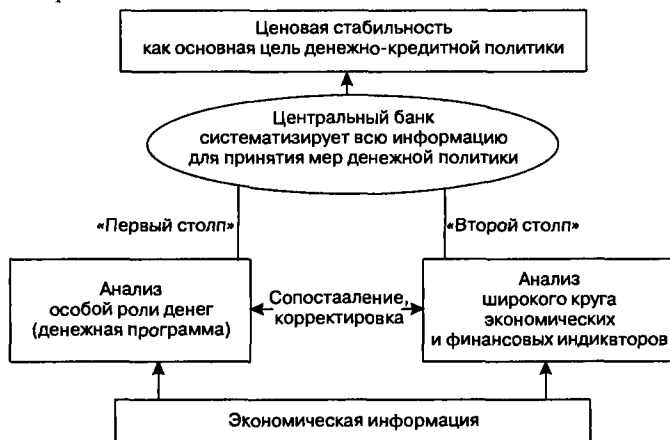 Ценовая стабильность
как основная цель денежно-кредитной политики
Центральный банк
систематизирует всю информацию
для принятия мер денежной политики
«Первый столп»
«Второй столп»
Анализ
особой роли денег
(денежная программа)
Сопостааление,
корректировка
Анализ
широкого круга
экономических
и финансовых индиквторов
Экономическая информация